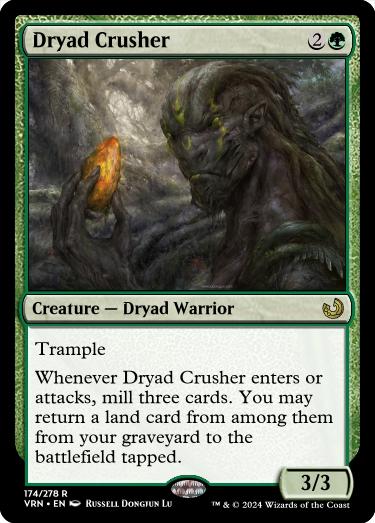 Dryad Crusher 2
Creature — Dryad Warrior
Trample
Whenever Dryad Crusher enters or
attacks, mill three cards. You may
return a land card from among them
from your graveyard to the
battlefield tapped.
3/3
174/278 R
VRN • EN Russell Dongjun Lu ™ & © 2024 Wizards of the Coast